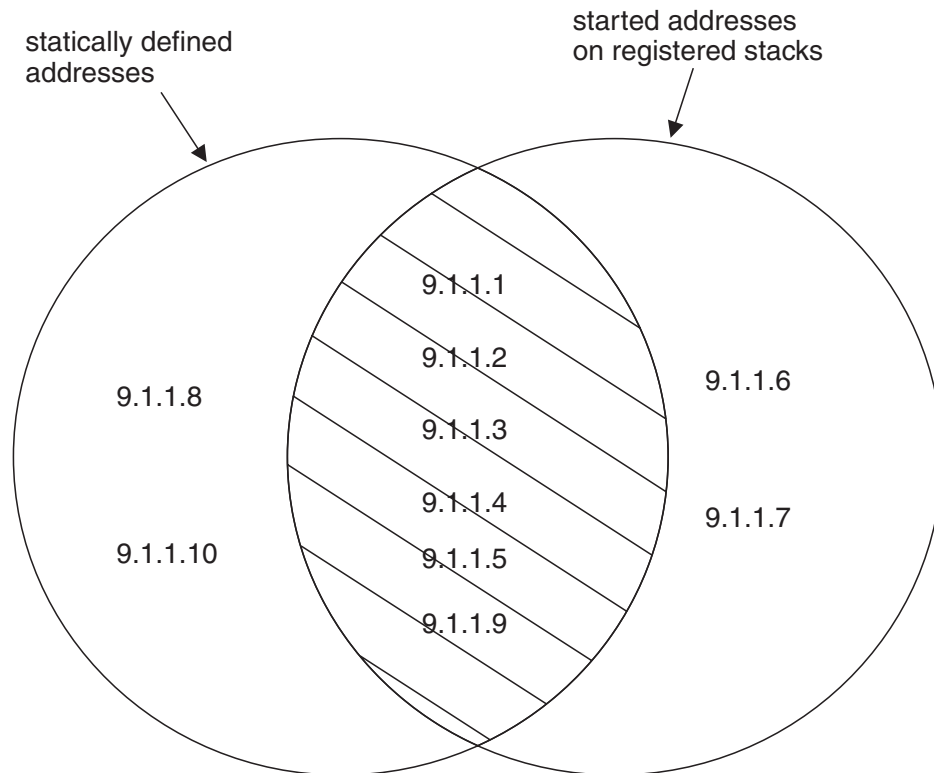 statically defined
addresses
started addresses
on registered stacks
9.1.1.8
9.1.1.10
9.1.1.1
9.1.1.2
9.1.1.3
9.1.1.4
9.1.1.5
9.1.1.9
9.1.1.6
9.1.1.7